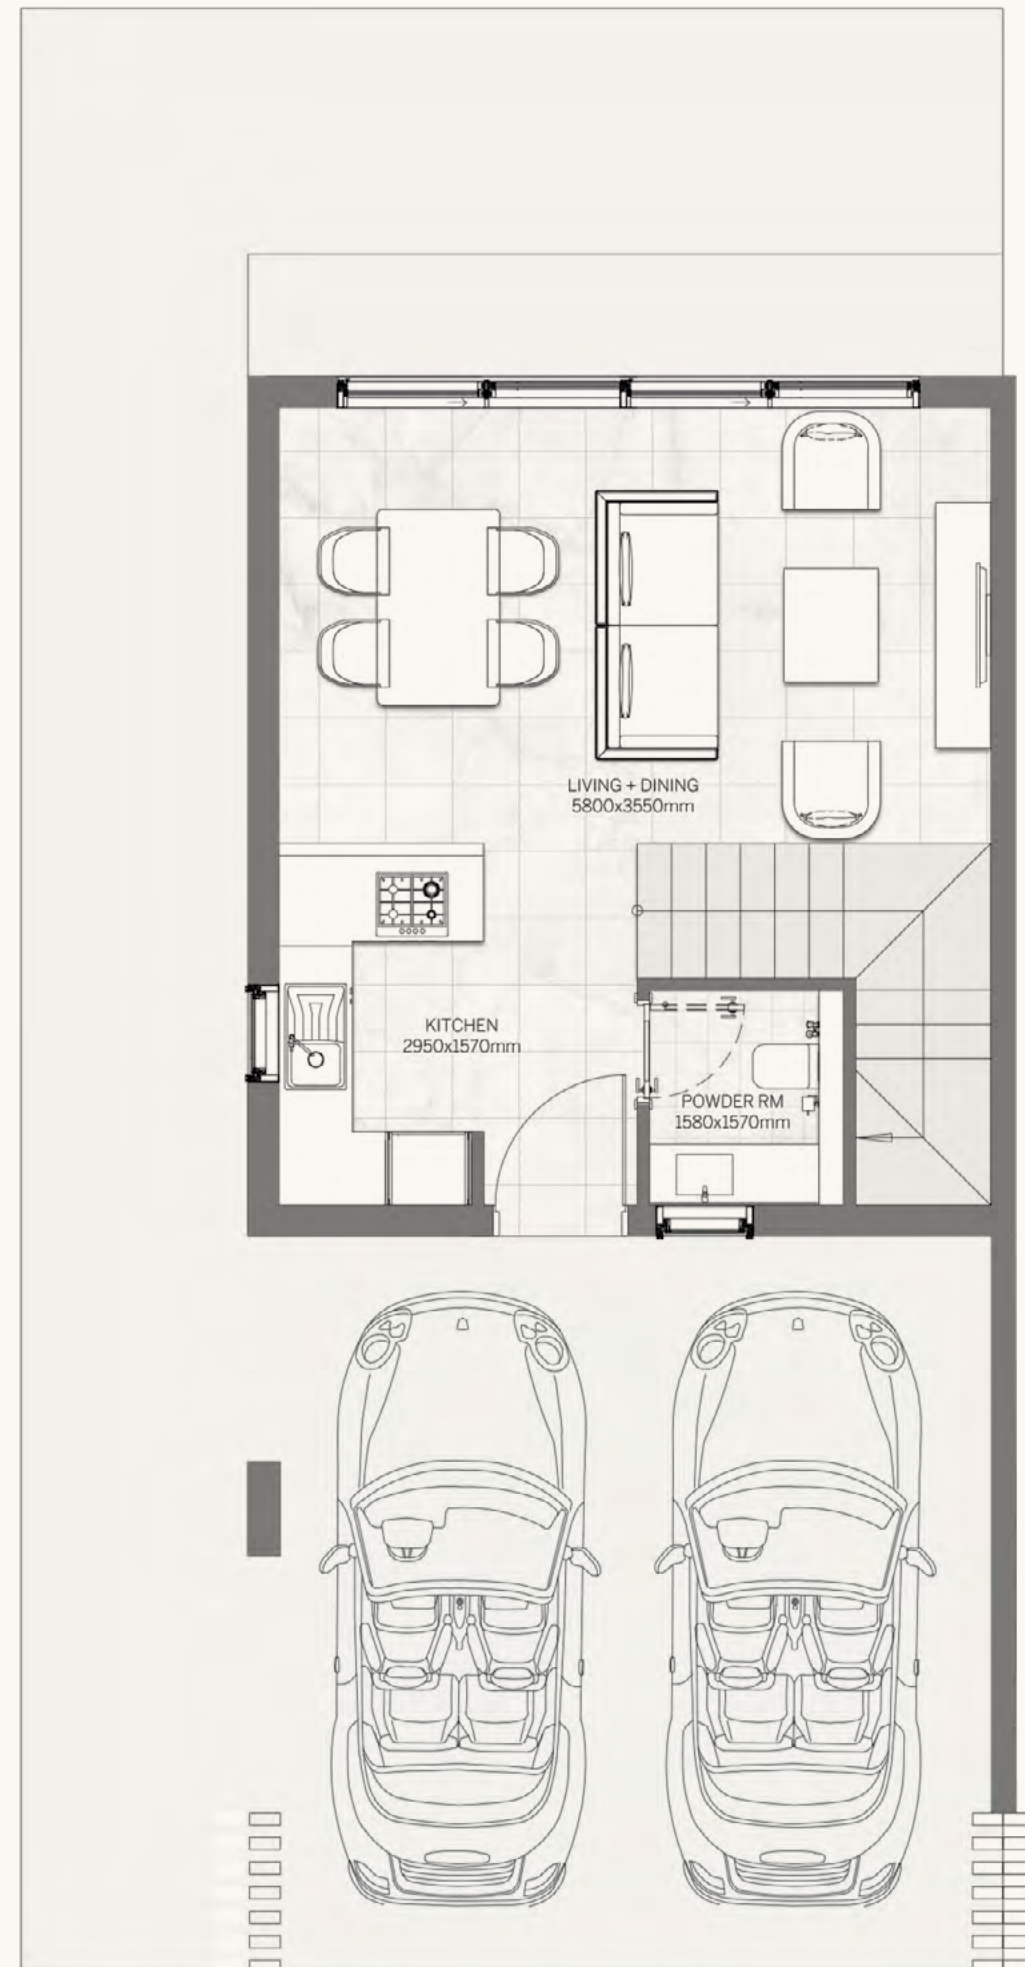 LIVING + DINING
5800x3550mm
KITCHEN
2950x1570mm
POWDER RM
1580x1570mm